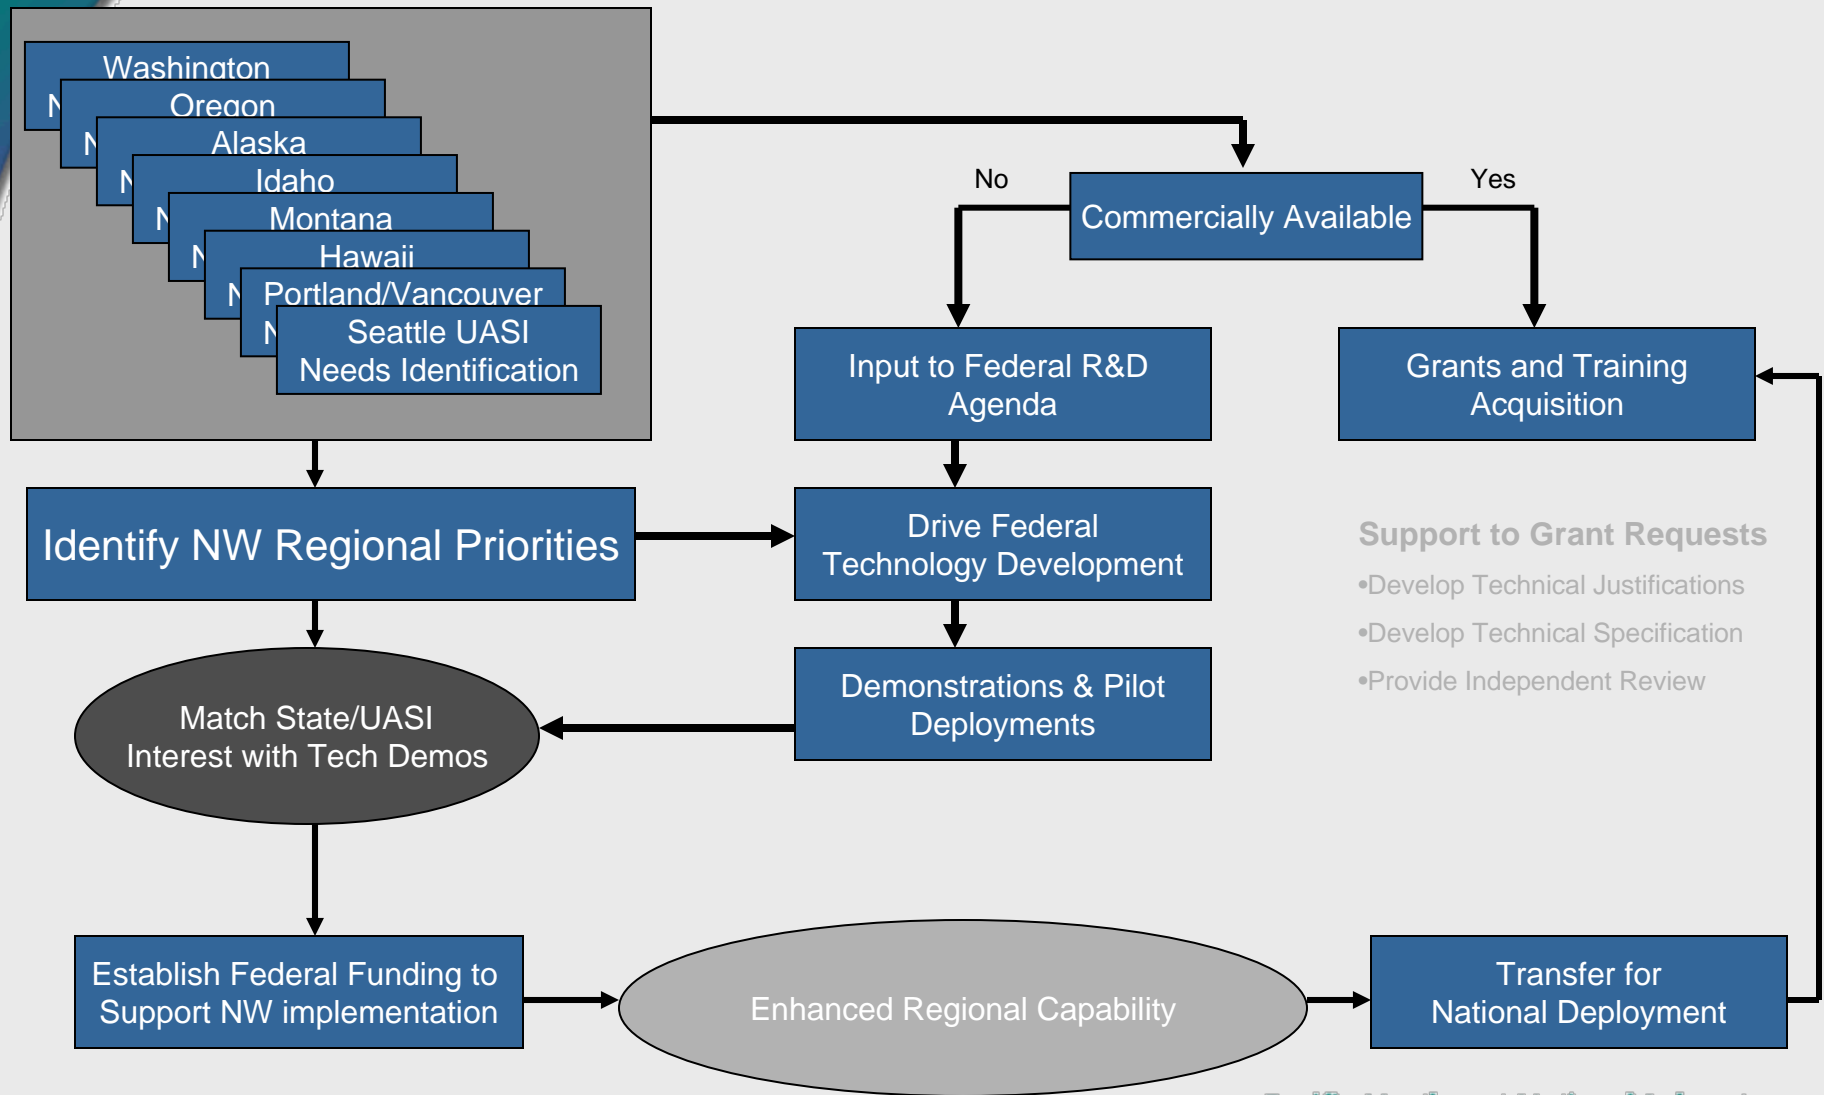 Washington
Oregon
Alaska
Idaho
Montana
Hawaii
Portland/Vancouver
Seattle UASI
Needs Identification
No
Commercially Available
Yes
Input to Federal R&D
Agenda
Grants and Training
Acquisition
Identify NW Regional Priorities
Drive Federal
Technology Development
Support to Grant Requests
•Develop Technical Justifications
•Develop Technical Specification
•Provide Independent Review
Match State/UASI
Interest with Tech Demos
Demonstrations & Pilot
Deployments
Establish Federal Funding to
Support NW implementation
Enhanced Regional Capability
Transfer for
National Deployment